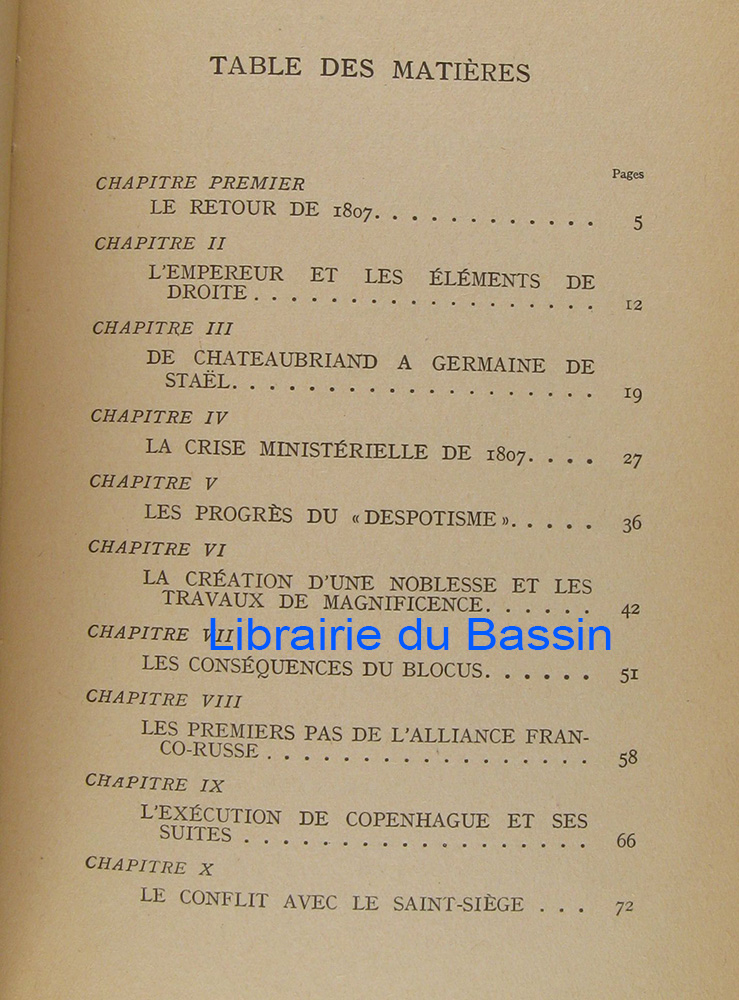 TABLE DES MATIÈRES
Pages
CHAPITRE PREMIER
LE RETOUR DE 1807. . . . . . . . . . . . 5
CHAPITRE II
L'EMPEREUR ET LES ÉLÉMENTS DE
DROITE . . . . . . . . . . . . . . . . . . 12
CHAPITRE III
DE CHATEAUBRIAND A GERMAINE DE
STAËL. . . . . . . . . . . . . . . . . . . 19
CHAPITRE IV
LA CRISE MINISTÉRIELLE DE 1807. . . . 27
CHAPITRE V
LES PROGRÈS DU « DESPOTISME ». . . . . 36
CHAPITRE VI
LA CRÉATION D'UNE NOBLESSE ET LES
TRAVAUX DE MAGNIFICENCE. . . . . . 42
Librairie du Bassin
CHAPITRE VII
LES CONSÉQUENCES DU BLOCUS. . . . . . 51
CHAPITRE VIII
LES PREMIERS PAS DE L'ALLIANCE FRAN-
CO-RUSSE . . . . . . . . . . . . . . . . . 58
CHAPITRE IX
L'EXÉCUTION DE COPENHAGUE ET SES
SUITES . . . . . . . . . . . . . . . . . . 66
CHAPITRE X
LE CONFLIT AVEC LE SAINT-SIÈGE . . . 72